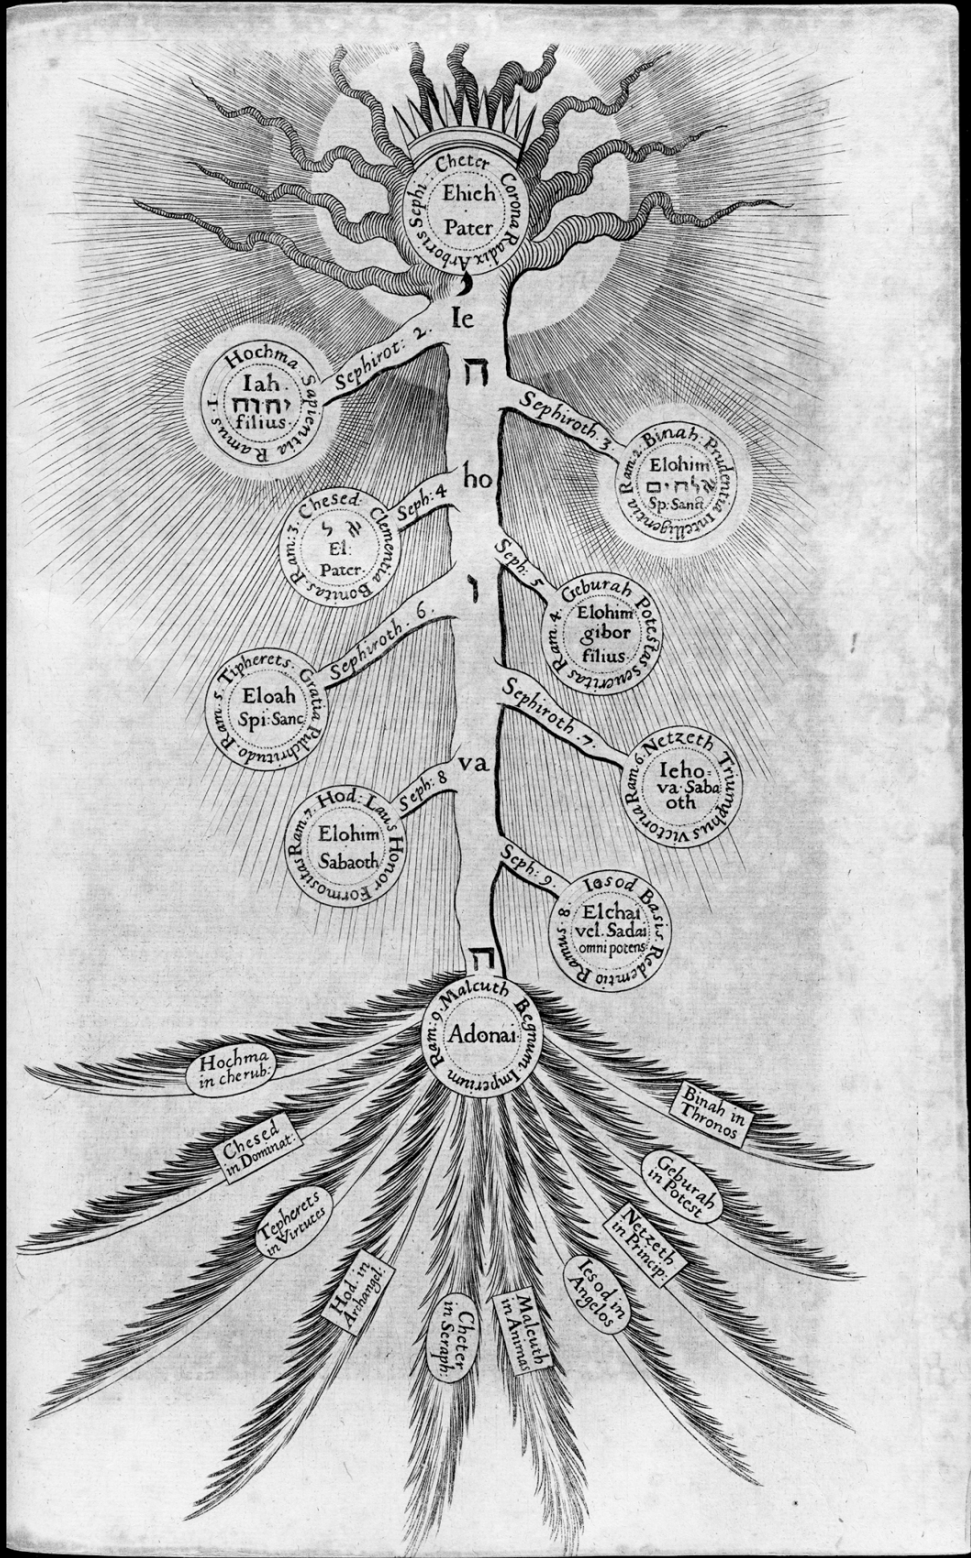 Cheter Corona Radix Arboris Sephi:
Ehieh
Pater
י
Ie
ה
Sephirot: 2.
Hochma Sapientia Ramus 1.
Iah.
filius.
Sephiroth. 3.
Ram: 2. Binah: Prudentia Intelligentia
Elohim
אלהים
Sp: Sanct
ho
Seph: 4
Ram: 3. Chesed. Clementia Bonitas
El:
Pater.
Seph: 5
Ram. 4. Geburah Potestas severitas
Elohim
gibor
filius.
ו
Sephiroth. 6.
Ram. 5. Tipherets. Gratia Pulchritudo
Eloah
Spi: Sanc
Sephiroth .7.
Ram 6. Netzeth Triumphus Victoria
Ieho=
va Saba
oth
va
Seph: 8
Ram. 7. Hod: Laus Honor Formositas
Elohim
Sabaoth.
Seph: 9.
Ramus. 8. Iesod Basis Redemtio
Elchai
vel. Sadai
omni potens
ה
Ram: 9. Malcuth Begnum Imperium
Adonai
Hochma
in cherub:
Binah in
Thronos
Chesed
in Dominat:
Geburah
in Potest
Tepherets
in Virtutes
Netzeth
in Princip:
Hod: in
Archangel:
Iesod in
Angelos
Cheter
in Seraph:
Malcuth
in Animas